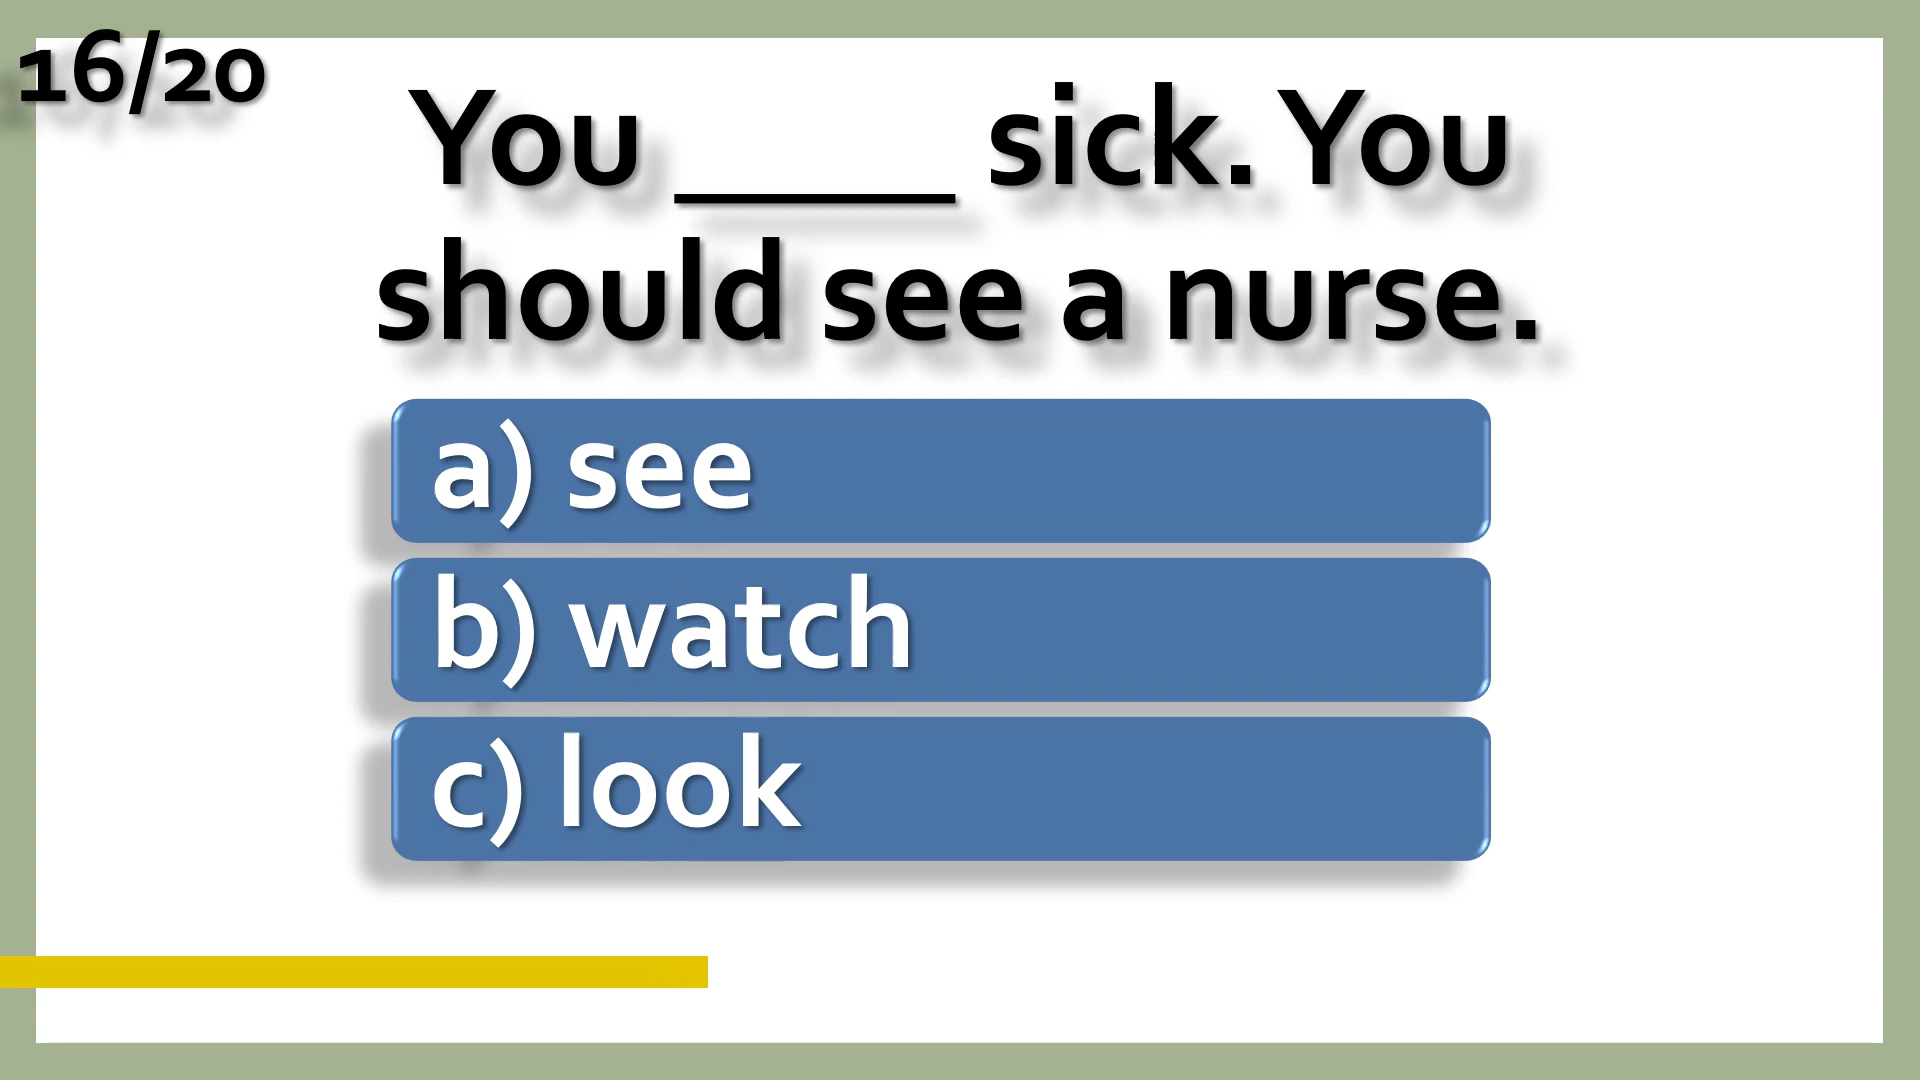 16/20
You _____ sick. You
should see a nurse.
a) see
b) watch
c) look